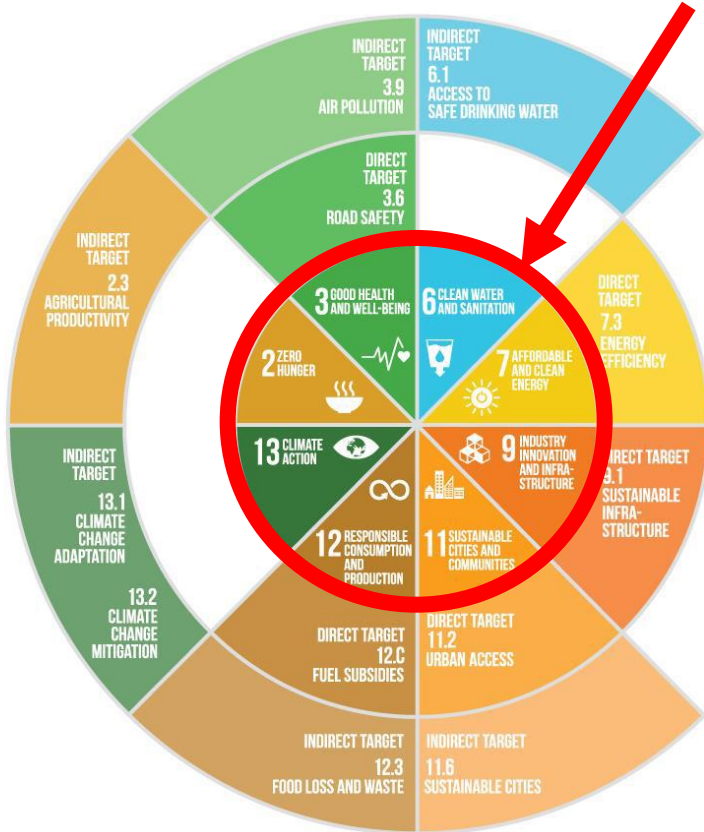 INDIRECT
TARGET
3.9
AIR POLLUTION
INDIRECT
TARGET
6.1
ACCESS TO
SAFE DRINKING WATER
DIRECT
TARGET
3.6
ROAD SAFETY
INDIRECT
TARGET
2.3
AGRICULTURAL
PRODUCTIVITY
3 GOOD HEALTH
AND WELL-BEING
6 CLEAN WATER
AND SANITATION
DIRECT
TARGET
7.3
ENERGY
EFFICIENCY
2 ZERO
HUNGER
7 AFFORDABLE
AND CLEAN
ENERGY
13 CLIMATE
ACTION
9 INDUSTRY
INNOVATION
AND INFRA-
STRUCTURE
INDIRECT
TARGET
13.1
CLIMATE
CHANGE
ADAPTATION
13.2
CLIMATE
CHANGE
MITIGATION
DIRECT TARGET
9.1
SUSTAINABLE
INFRA-
STRUCTURE
12 RESPONSIBLE
CONSUMPTION
AND
PRODUCTION
11 SUSTAINABLE
CITIES AND
COMMUNITIES
DIRECT TARGET
12.C
FUEL SUBSIDIES
DIRECT TARGET
11.2
URBAN ACCESS
INDIRECT TARGET
12.3
FOOD LOSS AND WASTE
INDIRECT TARGET
11.6
SUSTAINABLE CITIES